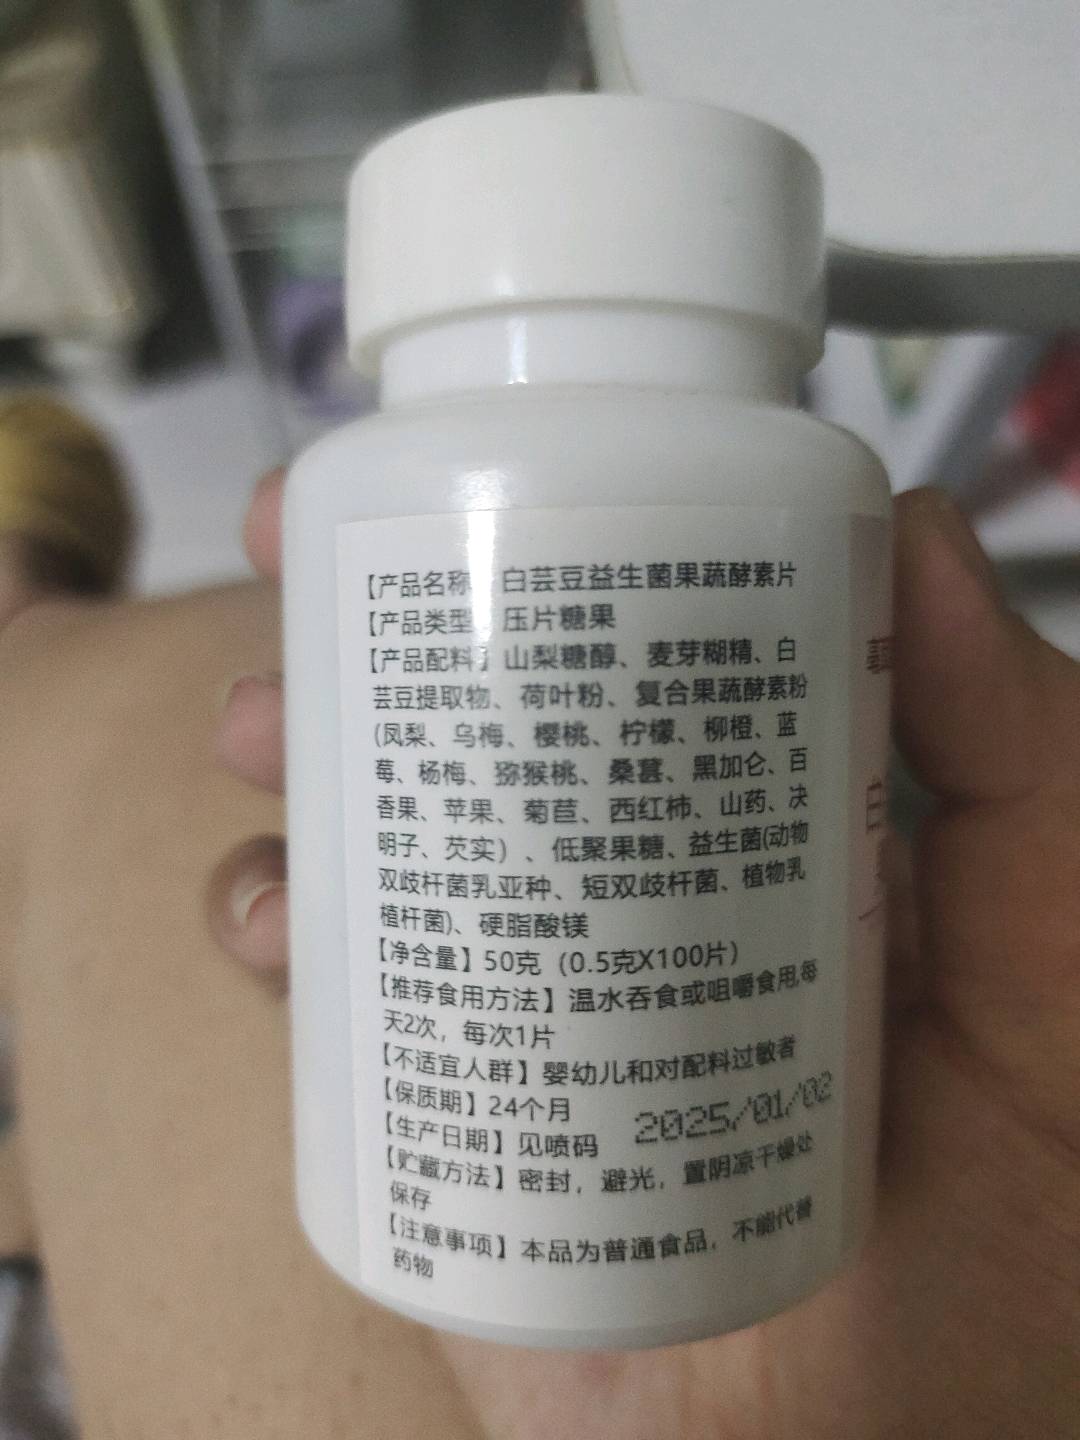 【产品名称】白芸豆益生菌果蔬酵素片
【产品类型】压片糖果
【产品配料】山梨糖醇、麦芽糊精、白
芸豆提取物、荷叶粉、复合果蔬酵素粉
(凤梨、乌梅、樱桃、柠檬、柳橙、蓝
莓、杨梅、猕猴桃、桑葚、黑加仑、百
香果、苹果、菊苣、西红柿、山药、决
明子、芡实）、低聚果糖、益生菌(动物
双歧杆菌乳亚种、短双歧杆菌、植物乳
植杆菌)、硬脂酸镁
【净含量】50克（0.5克X100片）
【推荐食用方法】温水吞食或咀嚼食用,每
天2次，每次1片
【不适宜人群】婴幼儿和对配料过敏者
【保质期】24个月
2025/01/02
【生产日期】见喷码
【贮藏方法】密封，避光，置阴凉干燥处
保存
【注意事项】本品为普通食品，不能代替
药物
白